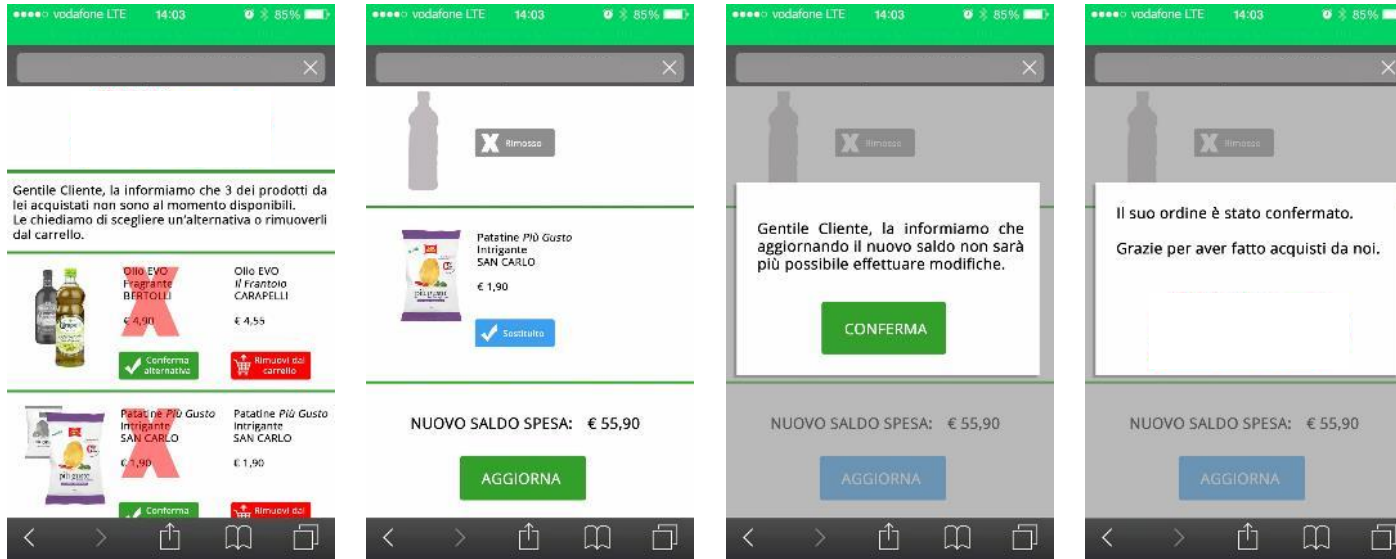 vodafone LTE 14:03 85%
Gentile Cliente, la informiamo che 3 dei prodotti da
lei acquistati non sono al momento disponibili.
Le chiediamo di scegliere un'alternativa o rimuoverli
dal carrello.
Olio EVO
Fragrante
BERTOLLI
€ 4,90
Olio EVO
Il Frantoio
CARAPELLI
€ 4,55
Conferma
alternativa
Rimuovi dal
carrello
Patatine Più Gusto
Intrigante
SAN CARLO
€ 1,90
Patatine Più Gusto
Intrigante
SAN CARLO
€ 1,90
Conferma
Rimuovi dal
vodafone LTE 14:03 85%
Rimosso
Patatine Più Gusto
Intrigante
SAN CARLO
€ 1,90
più gusto
Sostituito
NUOVO SALDO SPESA: € 55,90
AGGIORNA
vodafone LTE 14:03 85%
Rimosso
Gentile Cliente, la informiamo che
aggiornando il nuovo saldo non sarà
più possibile effettuare modifiche.
CONFERMA
NUOVO SALDO SPESA: € 55,90
AGGIORNA
vodafone LTE 14:03 85%
Rimosso
Il suo ordine è stato confermato.
Grazie per aver fatto acquisti da noi.
NUOVO SALDO SPESA: € 55,90
AGGIORNA